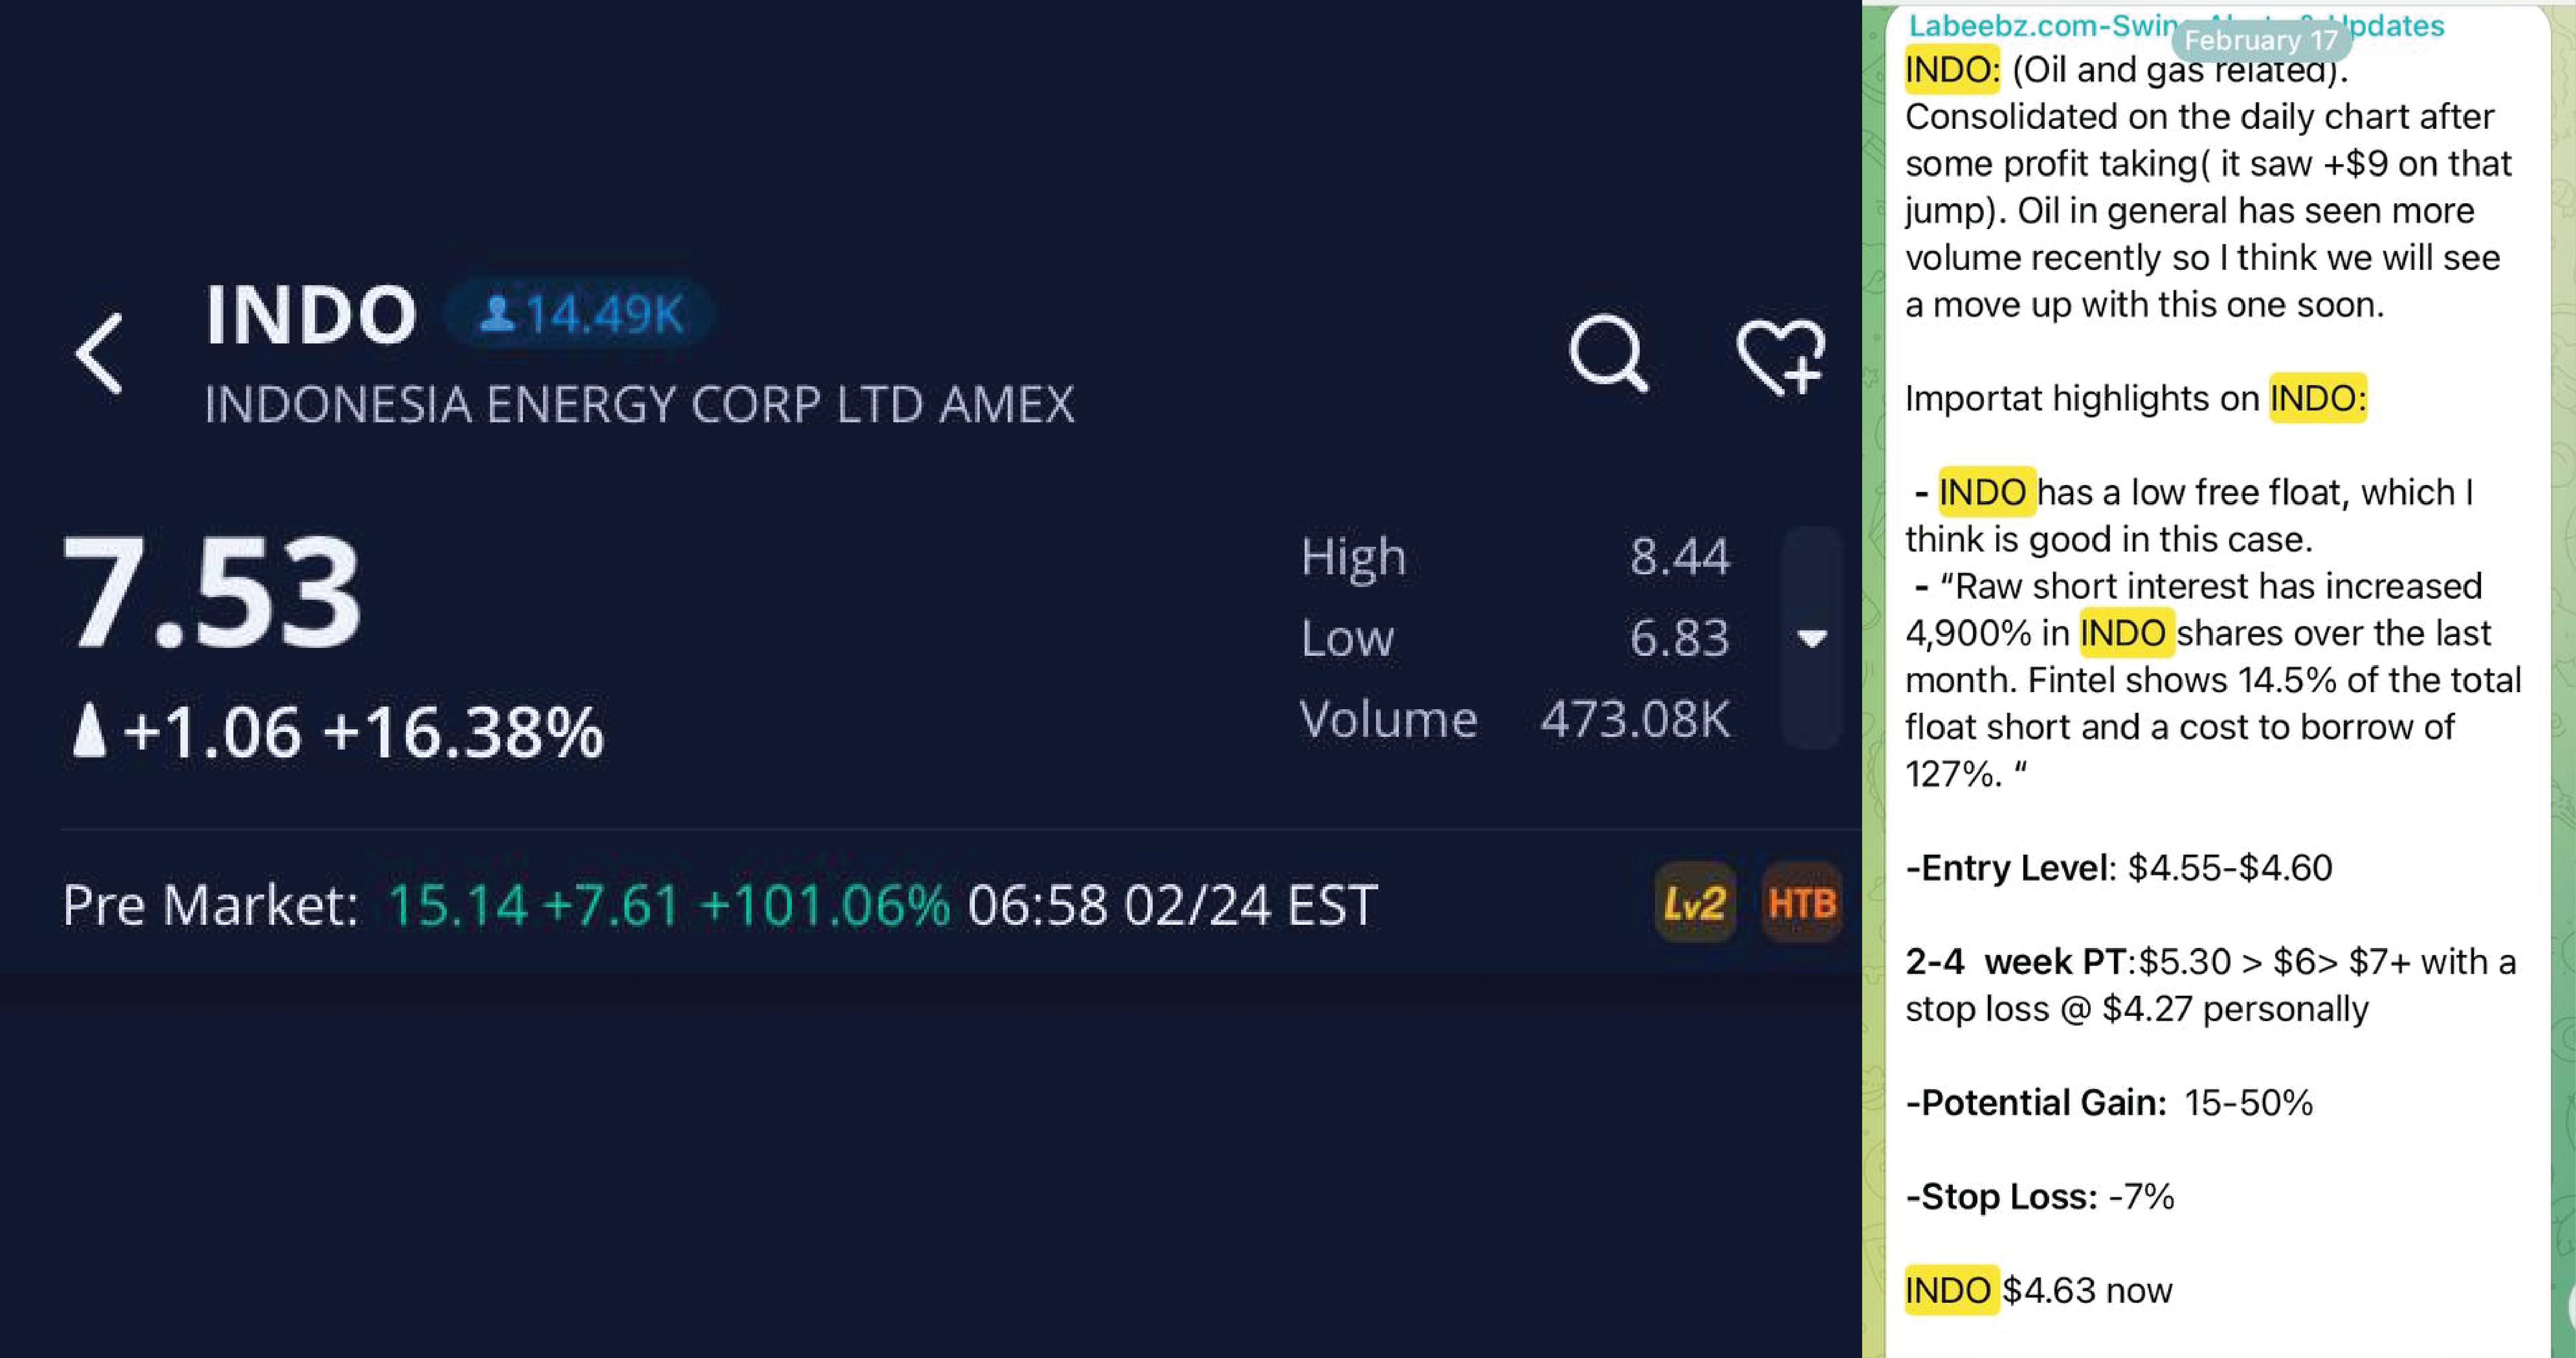 INDO 14.49K
INDONESIA ENERGY CORP LTD AMEX
7.53
+1.06 +16.38%
High 8.44
Low 6.83
Volume 473.08K
Pre Market: 15.14 +7.61 +101.06% 06:58 02/24 EST
Lv2 HTB
Labeebz.com-Swing Alerts & Updates
February 17
INDO: (Oil and gas related).
Consolidated on the daily chart after
some profit taking( it saw +$9 on that
jump). Oil in general has seen more
volume recently so I think we will see
a move up with this one soon.
Importat highlights on INDO:
- INDO has a low free float, which I
think is good in this case.
- “Raw short interest has increased
4,900% in INDO shares over the last
month. Fintel shows 14.5% of the total
float short and a cost to borrow of
127%. “
-Entry Level: $4.55-$4.60
2-4 week PT:$5.30 > $6> $7+ with a
stop loss @ $4.27 personally
-Potential Gain: 15-50%
-Stop Loss: -7%
INDO $4.63 now